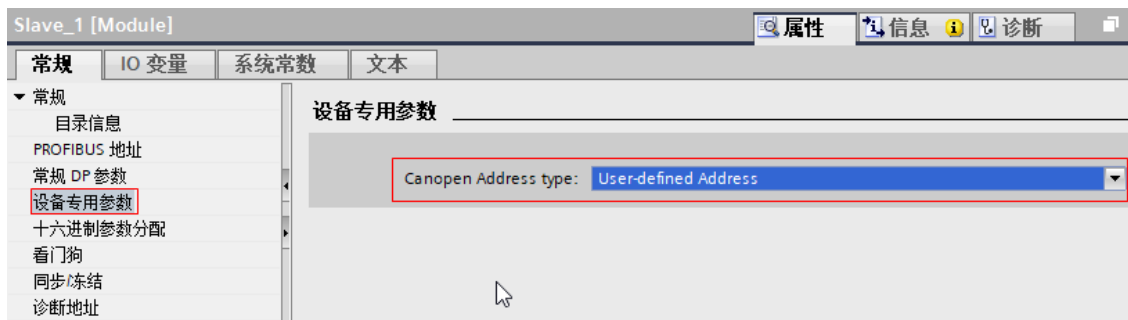 Slave_1 [Module]
属性
信息
诊断
常规
IO 变量
系统常数
文本
常规
目录信息
PROFIBUS 地址
常规 DP 参数
设备专用参数
十六进制参数分配
看门狗
同步/冻结
诊断地址
设备专用参数
Canopen Address type: User-defined Address